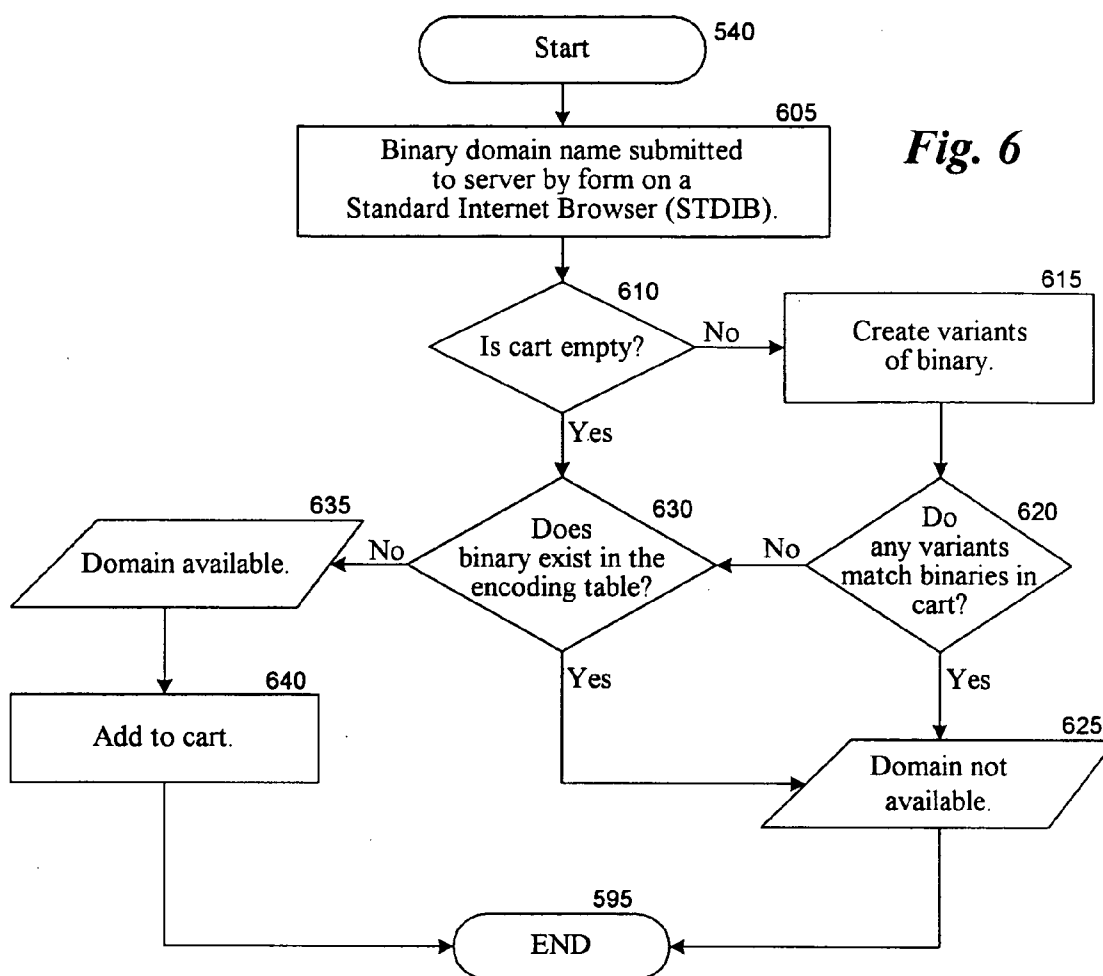 Start
540
Fig. 6
605
Binary domain name submitted
to server by form on a
Standard Internet Browser (STDIB).
610
Is cart empty?
No
615
Create variants
of binary.
Yes
635
Domain available.
No
630
Does
binary exist in the
encoding table?
No
620
Do
any variants
match binaries in
cart?
640
Add to cart.
Yes
Yes
625
Domain not
available.
595
END